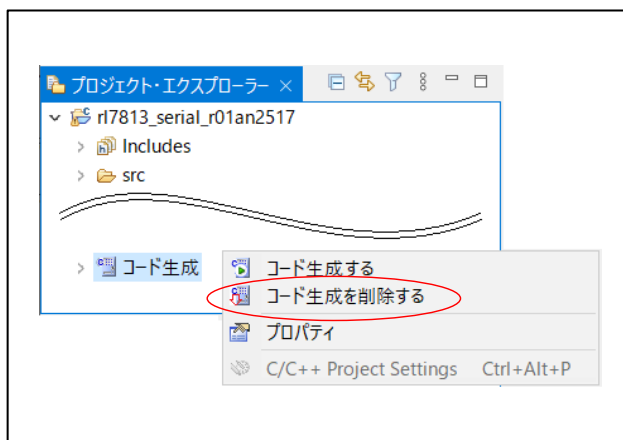 プロジェクト・エクスプローラー
rl7813_serial_r01an2517
Includes
src
コード生成
コード生成する
コード生成を削除する
プロパティ
C/C++ Project Settings Ctrl+Alt+P